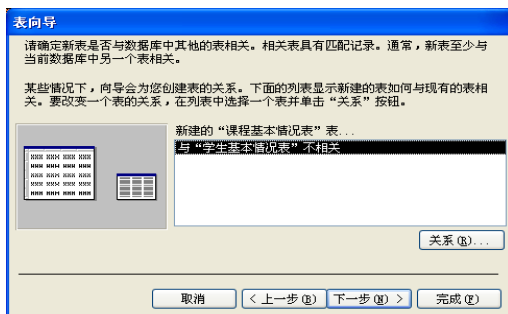 表向导
请确定新表是否与数据库中其他的表相关。相关表具有匹配记录。通常，新表至少与
当前数据库中另一个表相关。
某些情况下，向导会为您创建表的关系。下面的列表显示新建的表如何与现有的表相
关。要改变一个表的关系，在列表中选择一个表并单击“关系”按钮。
新建的“课程基本情况表”表...
与“学生基本情况表”不相关
关系(R)...
取消
< 上一步(B)
下一步(N) >
完成(F)